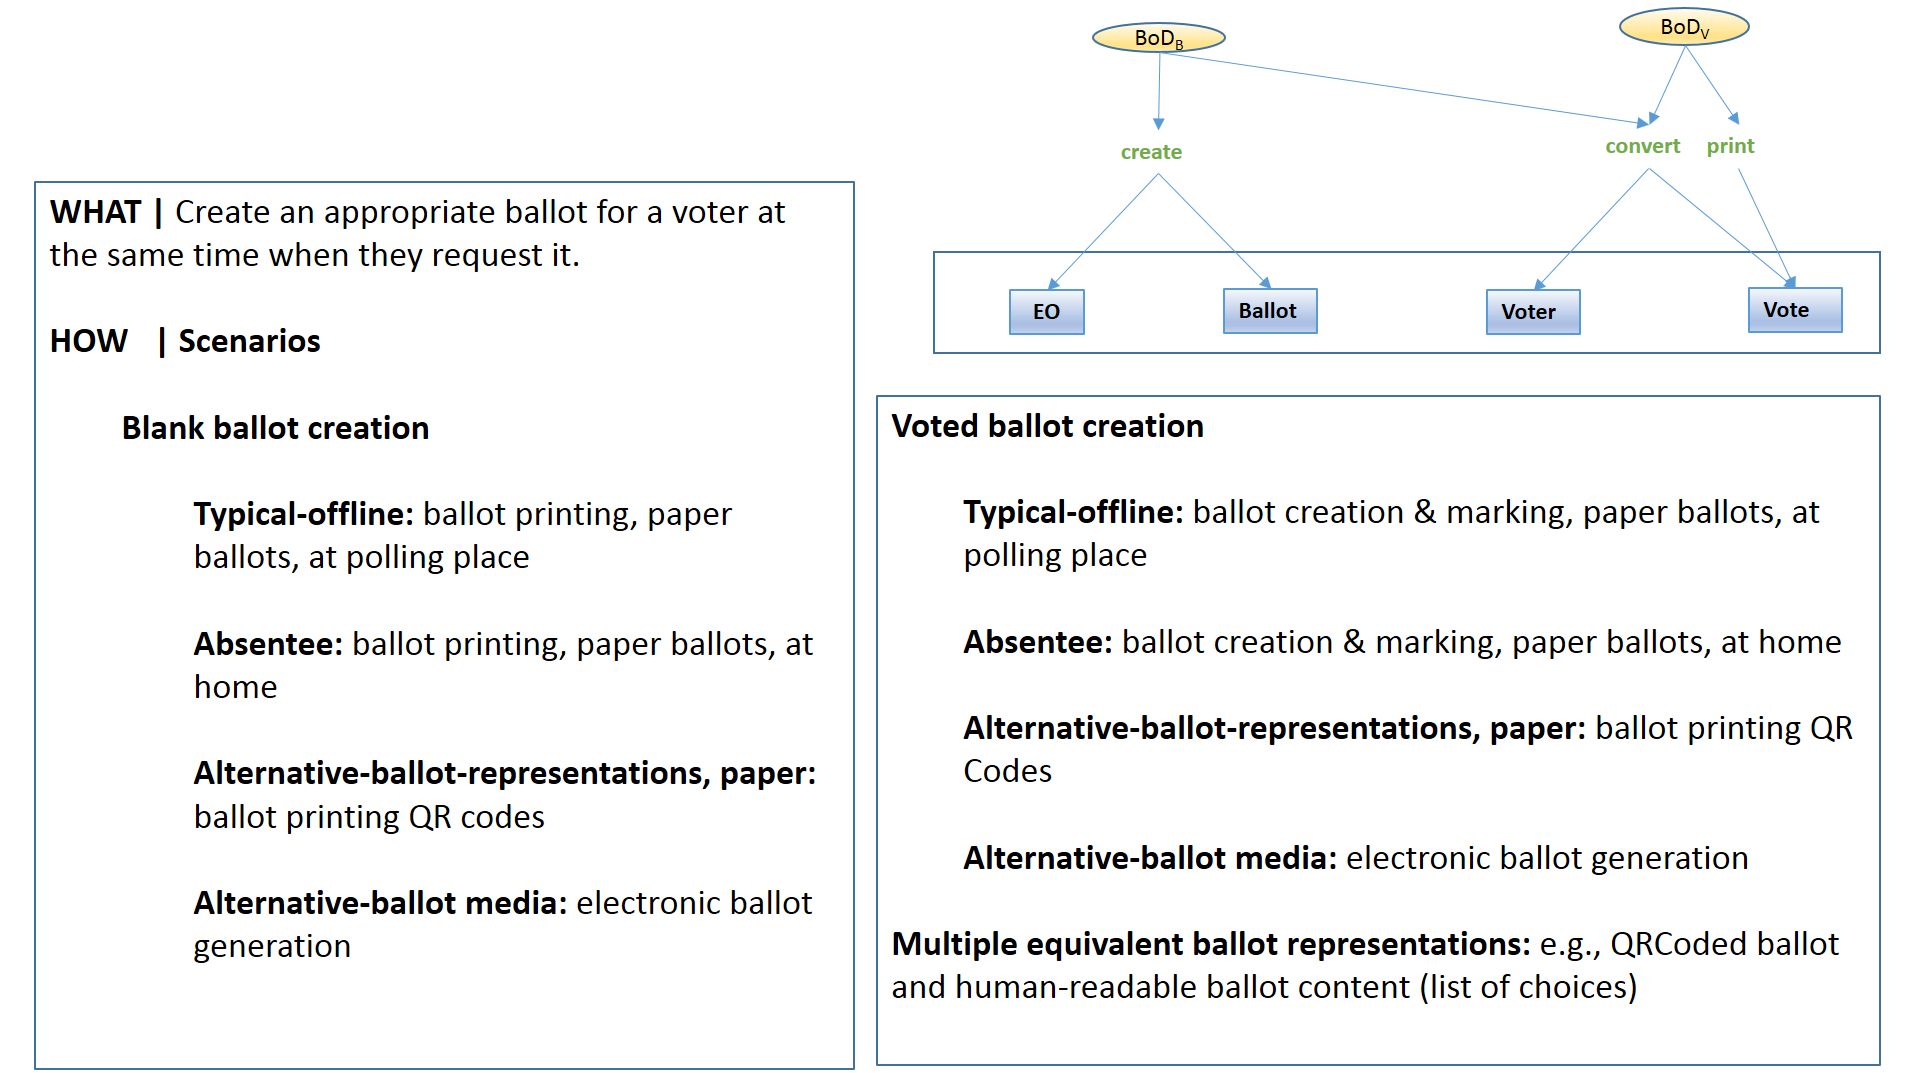 BoD_B
BoD_V
create
convert
print
EO
Ballot
Voter
Vote
WHAT | Create an appropriate ballot for a voter at
the same time when they request it.
HOW | Scenarios
Blank ballot creation
Typical-offline: ballot printing, paper
ballots, at polling place
Absentee: ballot printing, paper ballots, at
home
Alternative-ballot-representations, paper:
ballot printing QR codes
Alternative-ballot media: electronic ballot
generation
Voted ballot creation
Typical-offline: ballot creation & marking, paper ballots, at
polling place
Absentee: ballot creation & marking, paper ballots, at home
Alternative-ballot-representations, paper: ballot printing QR
Codes
Alternative-ballot media: electronic ballot generation
Multiple equivalent ballot representations: e.g., QRCoded ballot
and human-readable ballot content (list of choices)